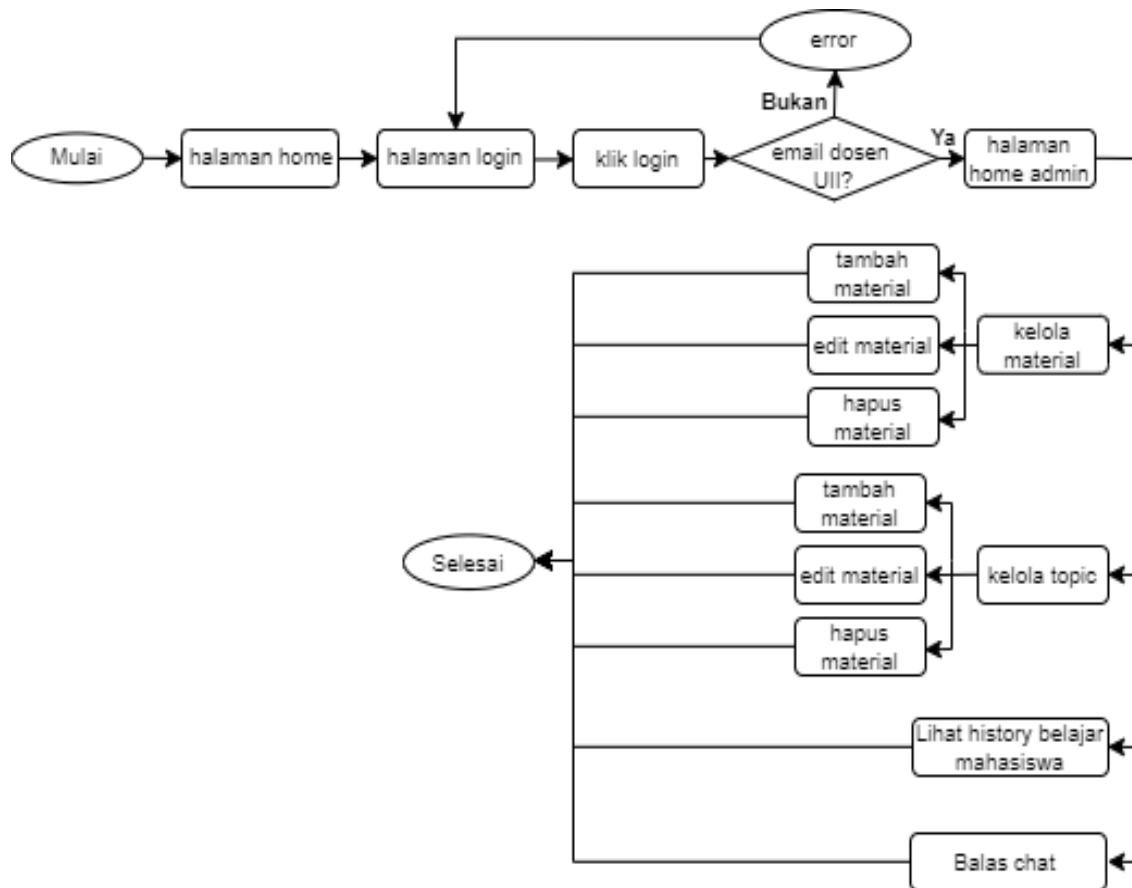 error
Bukan
Mulai
halaman home
halaman login
klik login
email dosen
UII?
Ya
halaman
home admin
tambah
material
edit material
kelola
material
hapus
material
tambah
material
Selesai
edit material
kelola topic
hapus
material
Lihat history belajar
mahasiswa
Balas chat